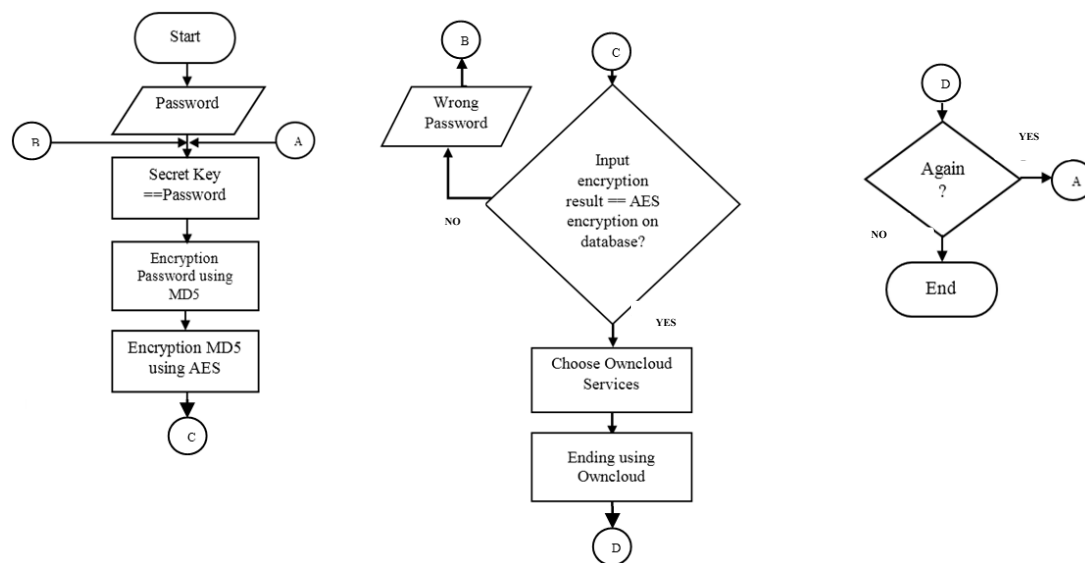 Start
Password
B
A
Secret Key
==Password
Encryption
Password using
MD5
Encryption MD5
using AES
C
B
Wrong
Password
NO
C
Input
encryption
result == AES
encryption on
database?
YES
Choose Owncloud
Services
Ending using
Owncloud
D
D
Again
?
YES
A
NO
End